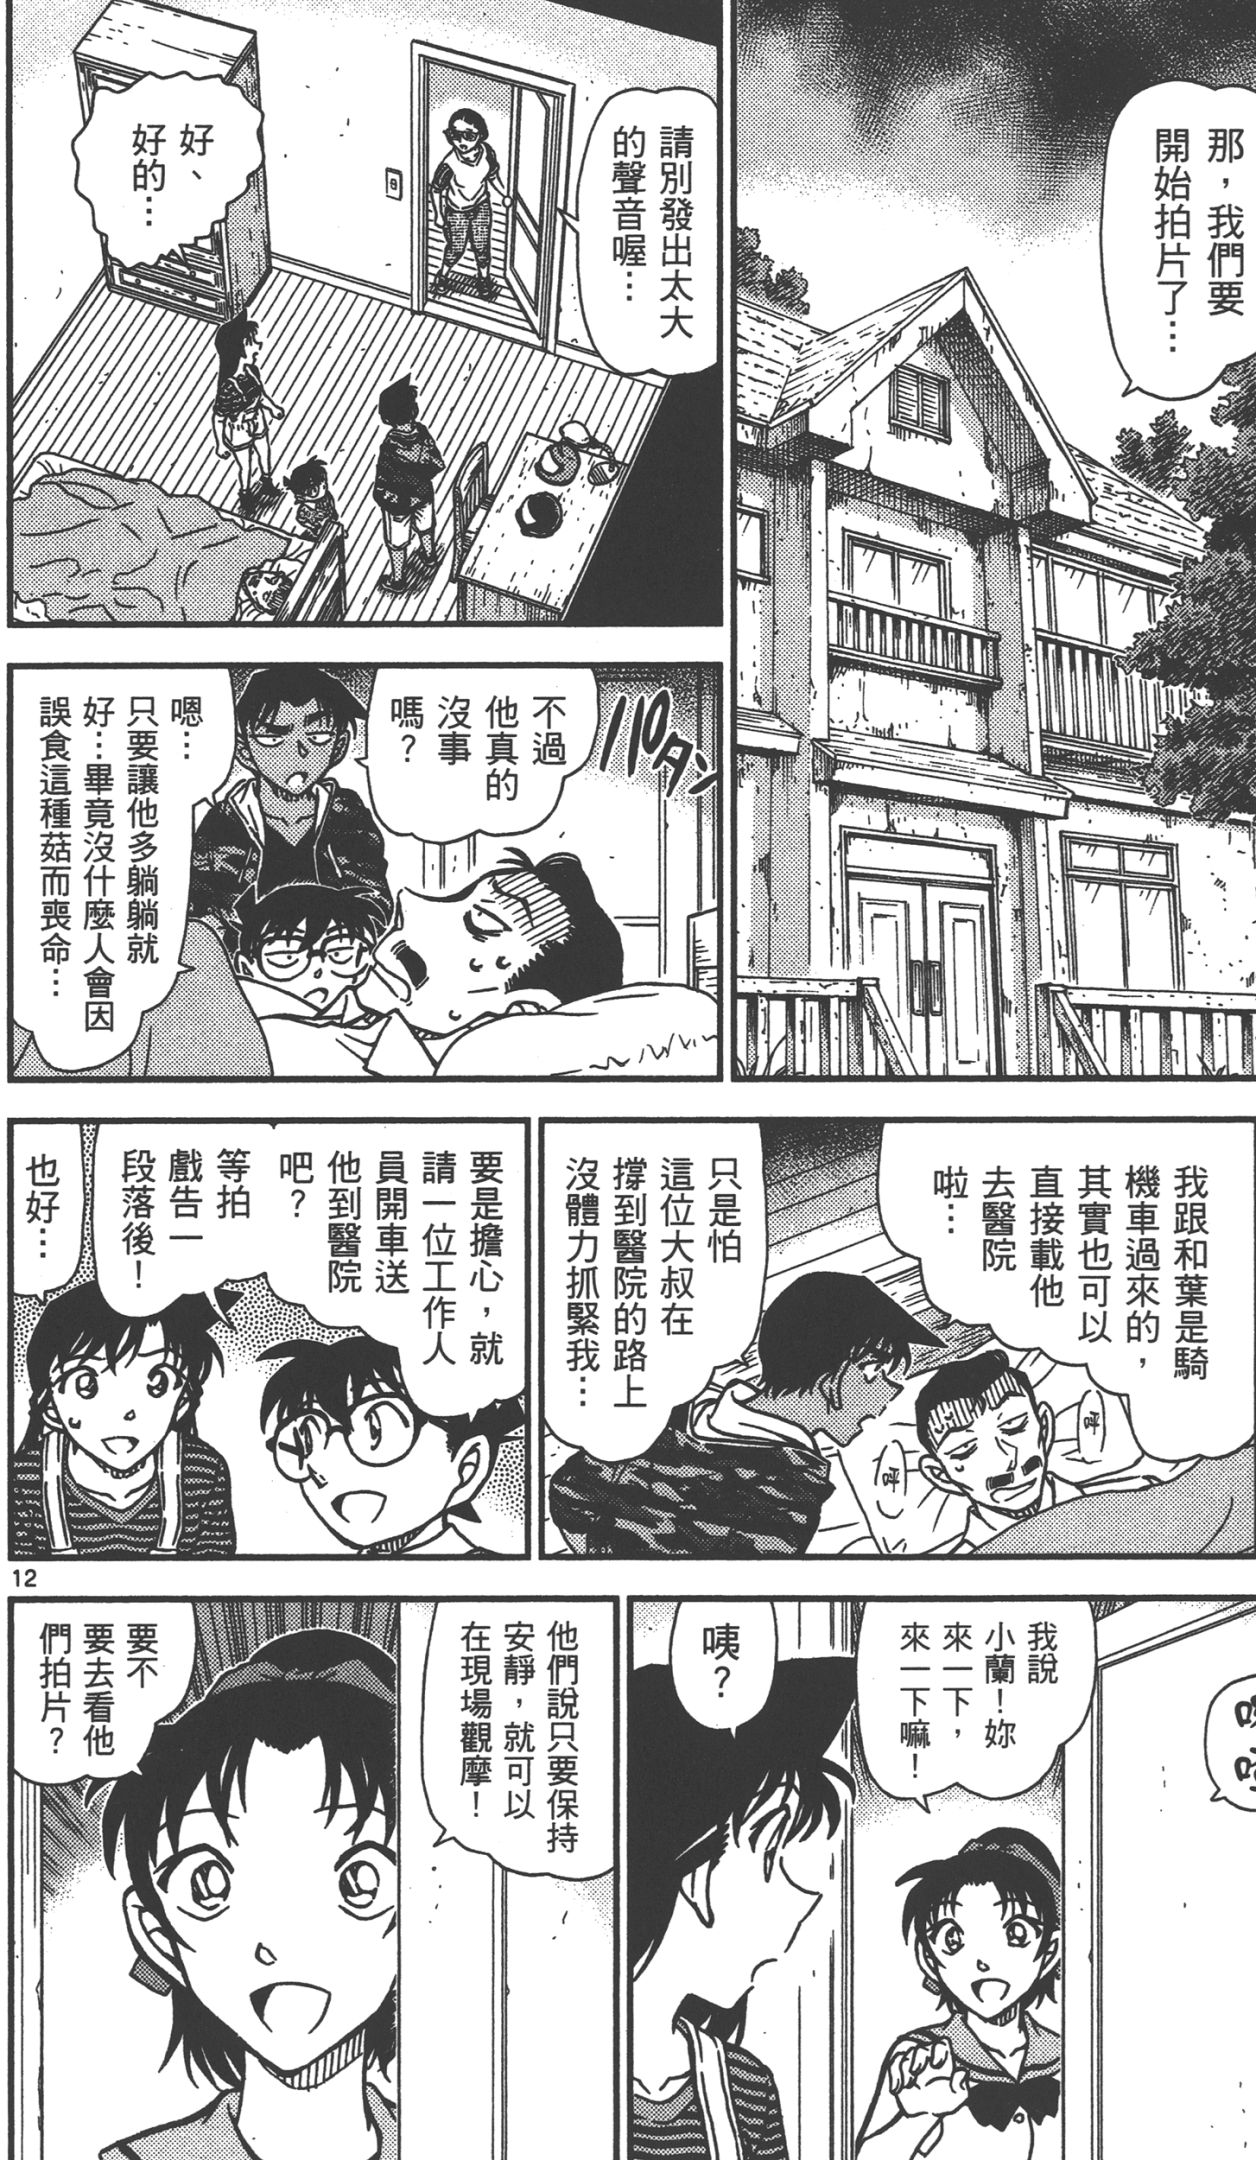 那，我們要
開始拍片了…
請別發出太大
的聲音喔…
好、
好的…
パタン
不過
他真的
沒事
嗎？
嗯…
只要讓他多躺躺就
好…畢竟沒什麼人會因
誤食這種菇而喪命…
我跟和葉是騎
機車過來的，
其實也可以
直接載他
去醫院
啦…
只是怕
這位大叔在
撐到醫院的路上
沒體力抓緊我…
呼
呼
要是擔心，就
請一位工作人
員開車送
他到醫院
吧？
等拍
戲告一
段落後！
也好…
12
我說
小蘭！妳
來一下，
來一下嘛！
咦？
他們說只要保持
安靜，就可以
在現場觀摩！
要不
要去看他
們拍片？